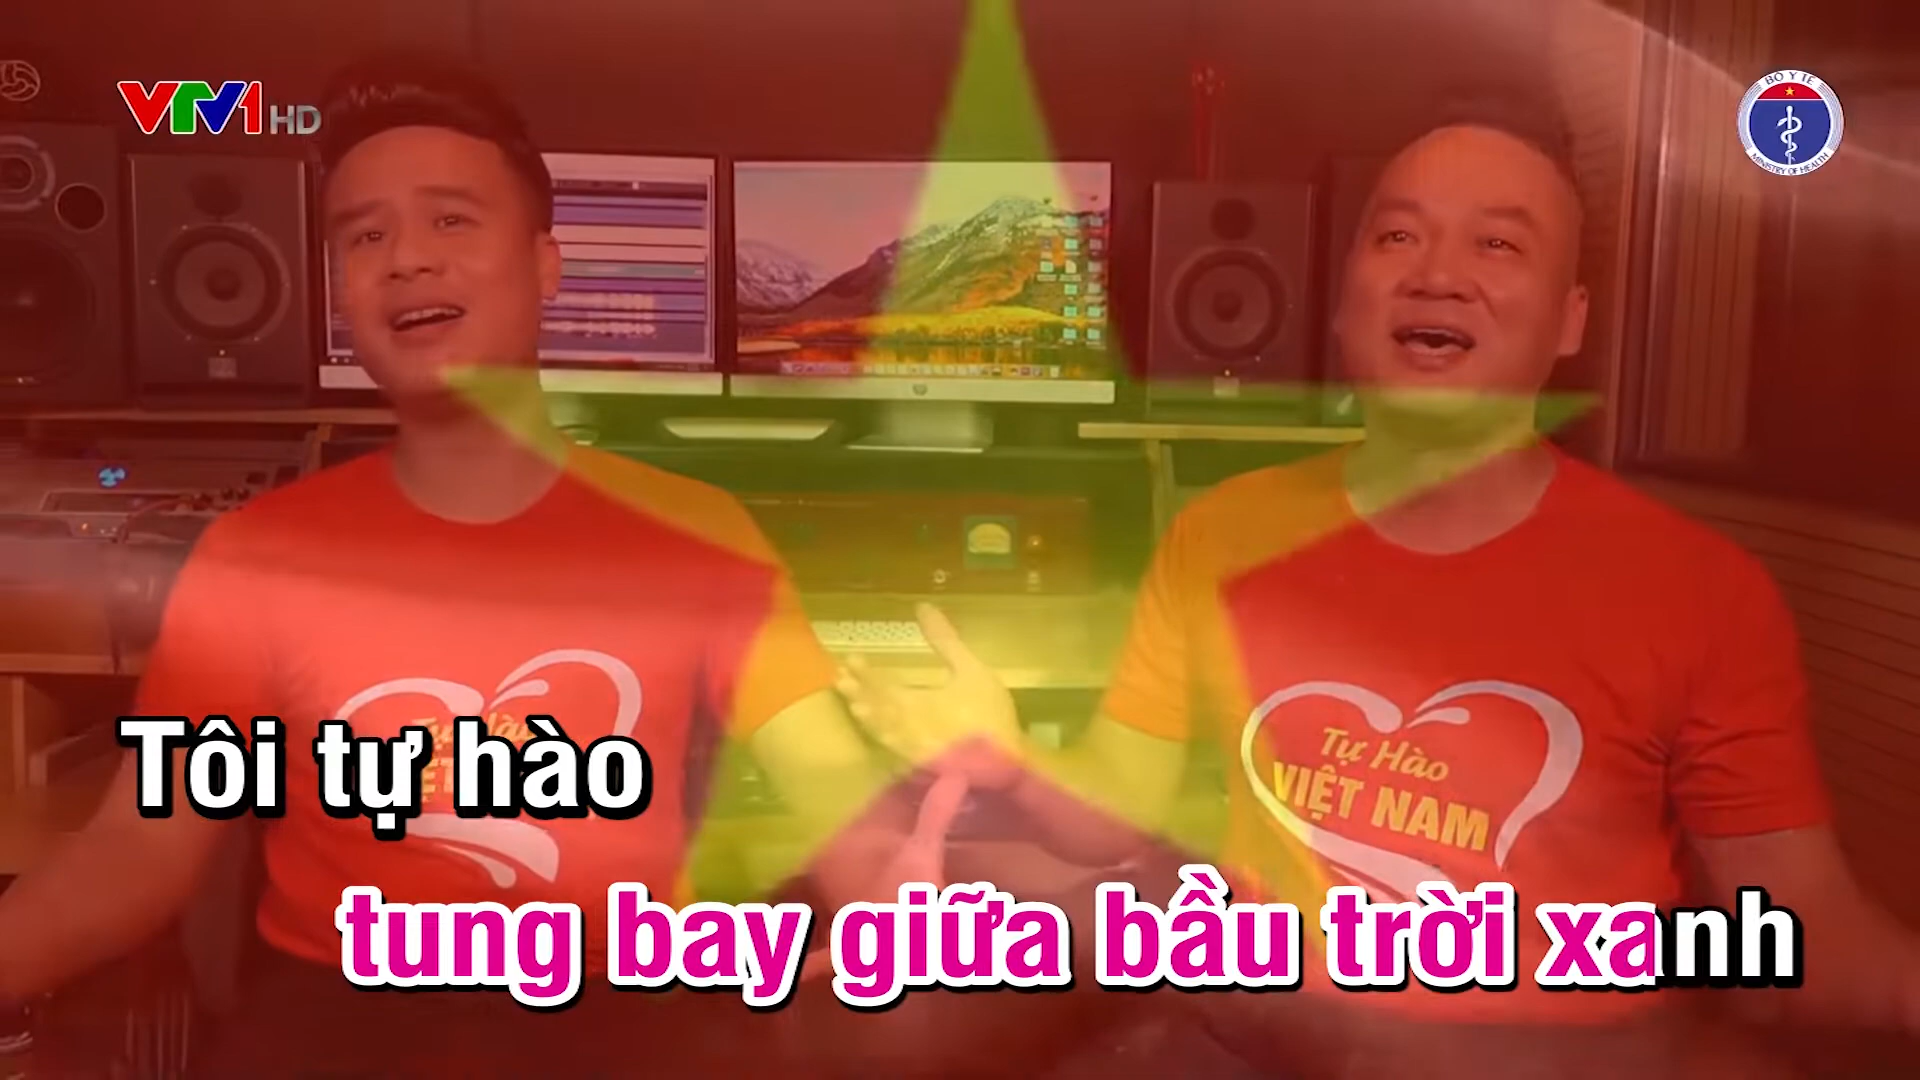 VTV1 HD
BỘ Y TẾ
MINISTRY OF HEALTH
Tự Hào
VIỆT NAM
Tôi tự hào
tung bay giữa bầu trời xanh